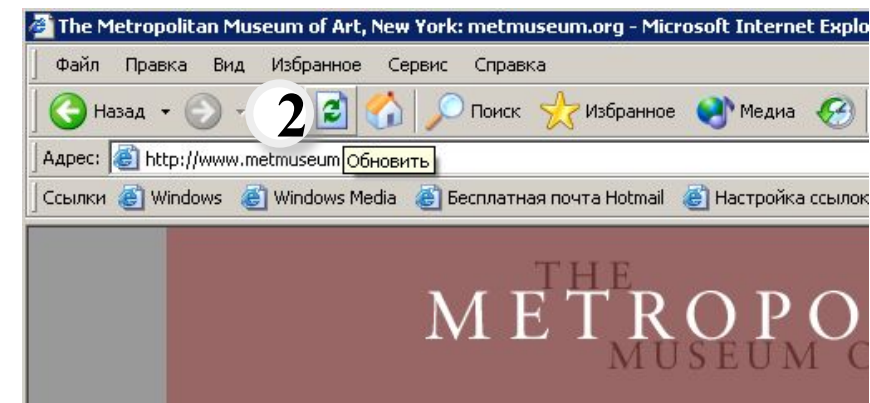 The Metropolitan Museum of Art, New York: metmuseum.org - Microsoft Internet Explo
Файл Правка Вид Избранное Сервис Справка
Назад 2 Поиск Избранное Медиа
Адрес: http://www.metmuseum Обновить
Ссылки Windows Windows Media Бесплатная почта Hotmail Настройка ссылок
THE
METROPO
MUSEUM